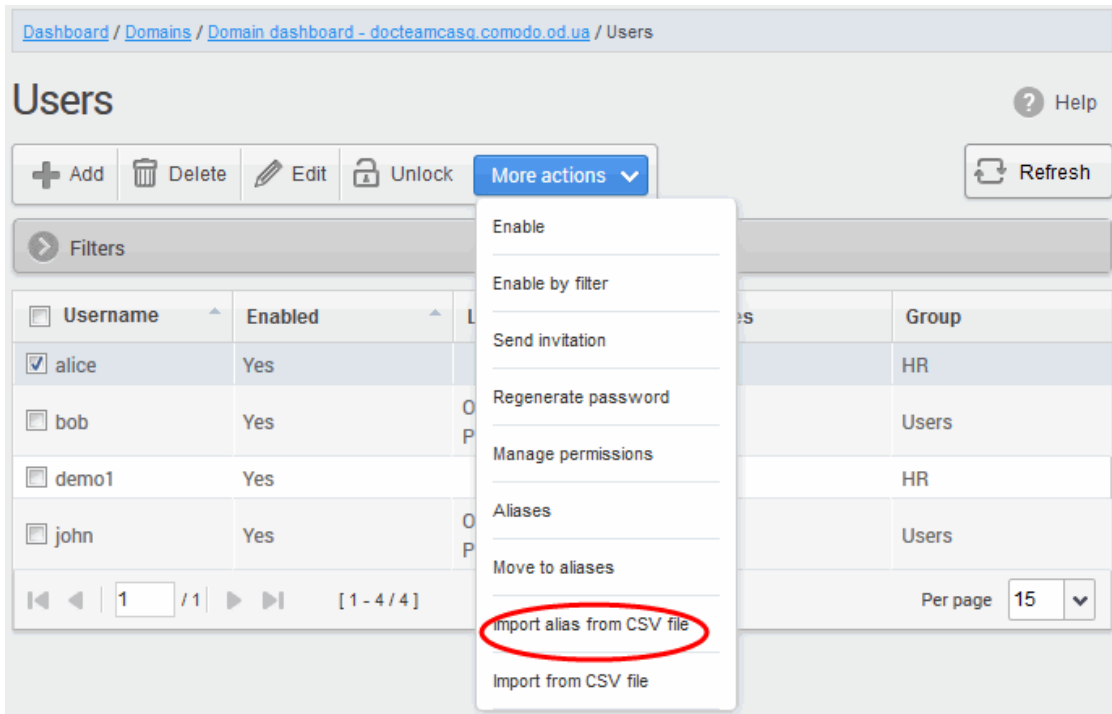 Dashboard / Domains / Domain dashboard - docteamcasg.comodo.od.ua / Users
Users
Help
Add Delete Edit Unlock More actions Refresh
Enable
Filters
Enable by filter
Username Enabled L es Group
Send invitation
alice Yes HR
Regenerate password
bob Yes O Users
P
Manage permissions
demo1 Yes HR
Aliases
john Yes O Users
P
Move to aliases
1 / 1 [ 1 - 4 / 4 ] Per page 15
Import alias from CSV file
Import from CSV file